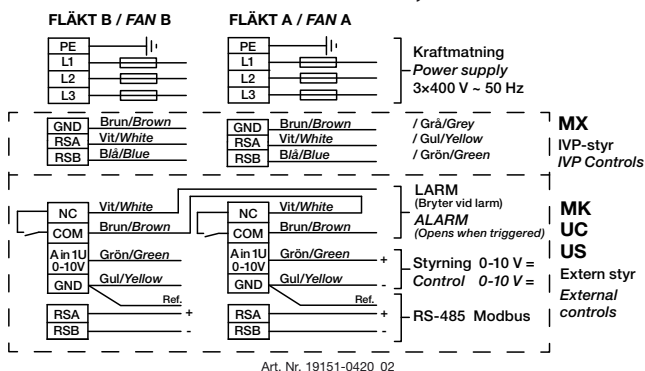 FLÄKT B / FAN B
FLÄKT A / FAN A
PE
L1
L2
L3
PE
L1
L2
L3
Kraftmatning
Power supply
3×400 V ~ 50 Hz
GND Brun/Brown
RSA Vit/White
RSB Blå/Blue
GND Brun/Brown / Grå/Grey
RSA Vit/White / Gul/Yellow
RSB Blå/Blue / Grön/Green
MX
IVP-styr
IVP Controls
NC Vit/White
COM Brun/Brown
A in 1U
0-10V
Grön/Green
GND Gul/Yellow
RSA +
RSB -
NC Vit/White
COM Brun/Brown
A in 1U
0-10V
Grön/Green +
GND Gul/Yellow -
Ref.
Ref.
RSA +
RSB -
LARM
(Bryter vid larm)
ALARM
(Opens when triggered)
Styrning 0-10 V =
Control 0-10 V =
RS-485 Modbus
MK
UC
US
Extern styr
External
controls
Art. Nr. 19151-0420_02